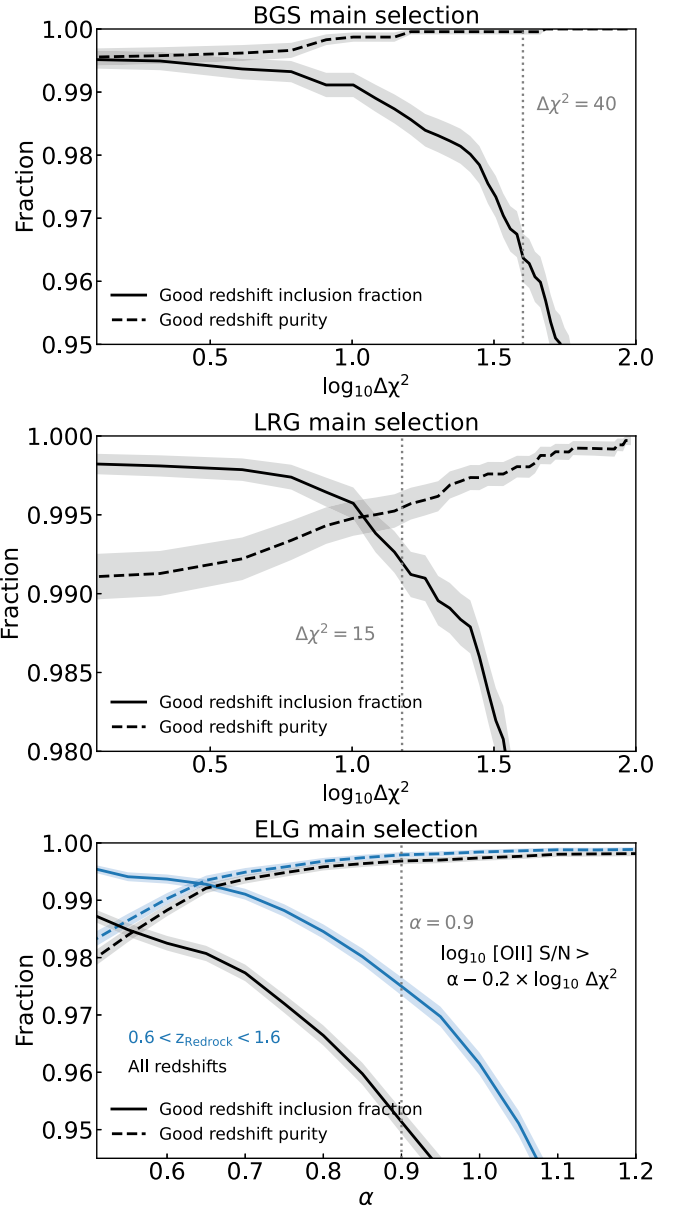 BGS main selection
1.00
0.99
0.98
0.97
0.96
0.95
Fraction
Δχ² = 40
Good redshift inclusion fraction
Good redshift purity
0.5
1.0
1.5
2.0
log₁₀Δχ²
LRG main selection
1.000
0.995
0.990
0.985
0.980
Fraction
Δχ² = 15
Good redshift inclusion fraction
Good redshift purity
0.5
1.0
1.5
2.0
log₁₀Δχ²
ELG main selection
1.00
0.99
0.98
0.97
0.96
0.95
Fraction
α = 0.9
log₁₀ [OII] S/N >
α − 0.2 × log₁₀ Δχ²
0.6 < z_Redrock < 1.6
All redshifts
Good redshift inclusion fraction
Good redshift purity
0.6
0.7
0.8
0.9
1.0
1.1
1.2
α